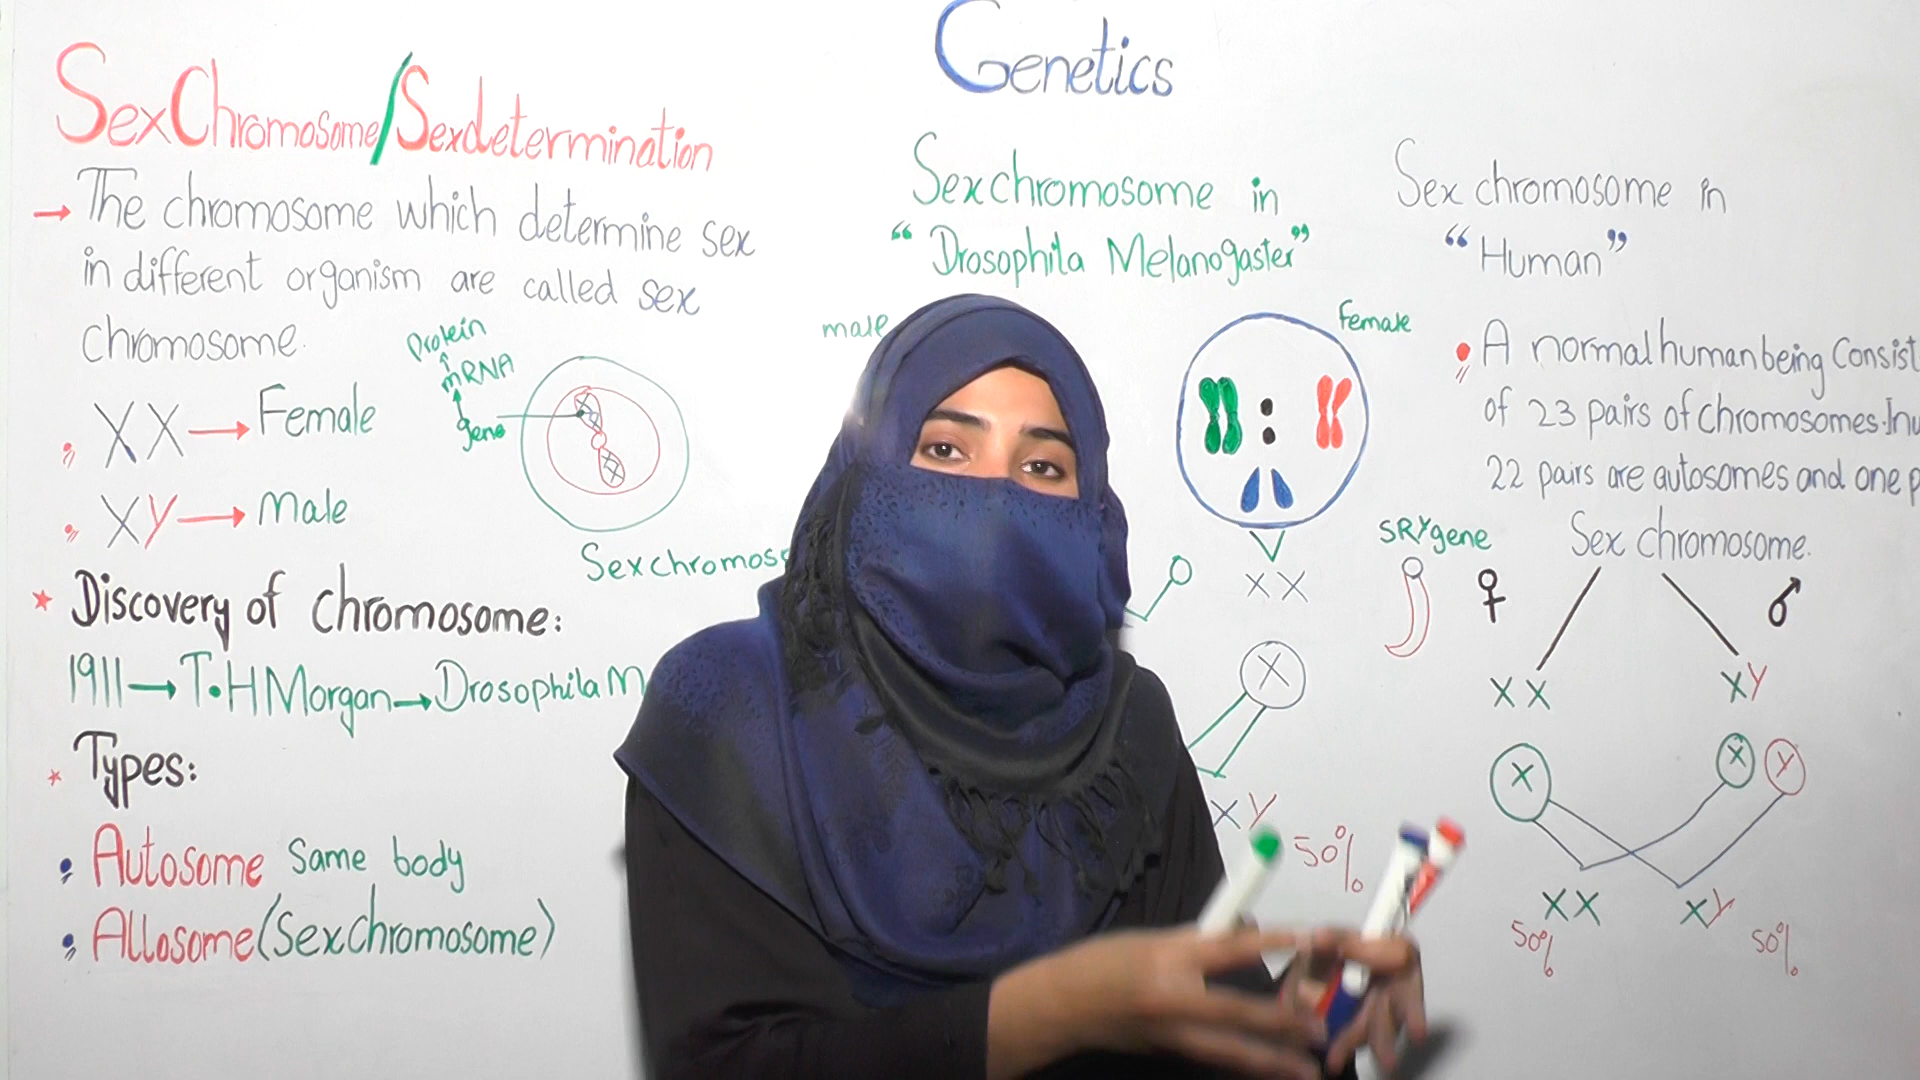 Genetics
Sex Chromosome/Sexdetermination
→ The chromosome which determine sex
in different organism are called sex
chromosome.
Protein
mRNA
gene
XX → Female
XY → Male
Sex chromos
* Discovery of chromosome:
1911 → T.H Morgan → Drosophila M
* Types:
Autosome Same body
Allosome (Sex chromosome)
Sex chromosome in
“Drosophila Melanogaster”
male
Female
XX
X
XY
50%
Sex chromosome in
“Human”
A normal human being Consist
of 23 pairs of chromosomes.
22 pairs are autosomes and one p
Sex chromosome.
SRY gene
♀ ♂
XX XY
X X Y
XX XY
50% 50%